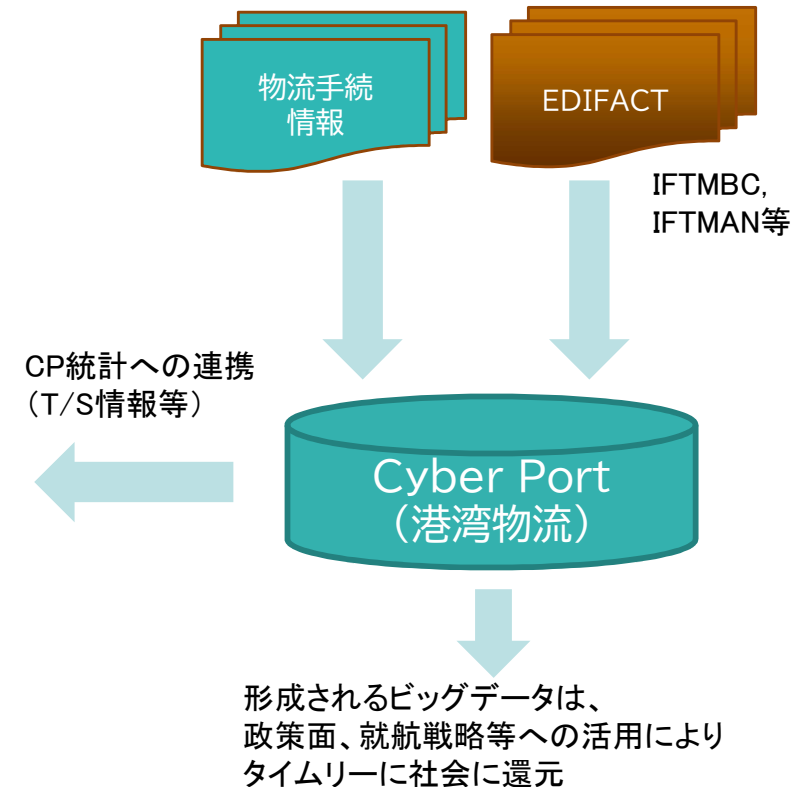 物流手続
情報
EDIFACT
IFTMBC,
IFTMAN等
CP統計への連携
（T/S情報等）
Cyber Port
（港湾物流）
形成されるビッグデータは、
政策面、就航戦略等への活用により
タイムリーに社会に還元